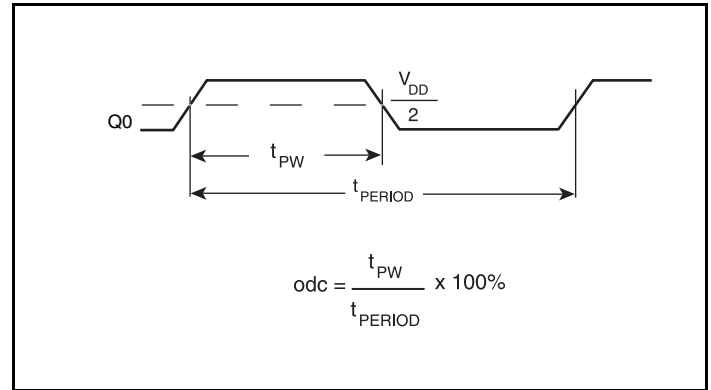 V_DD
2
Q0
t_PW
t_PERIOD
odc = t_PW / t_PERIOD x 100%